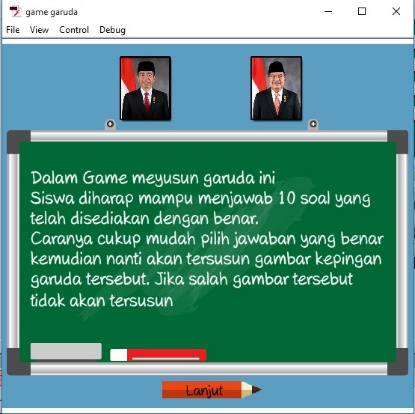 game garuda
File View Control Debug
Dalam Game meyusun garuda ini
Siswa diharap mampu menjawab 10 soal yang
telah disediakan dengan benar.
Caranya cukup mudah pilih jawaban yang benar
kemudian nanti akan tersusun gambar kepingan
garuda tersebut. Jika salah gambar tersebut
tidak akan tersusun
Lanjut